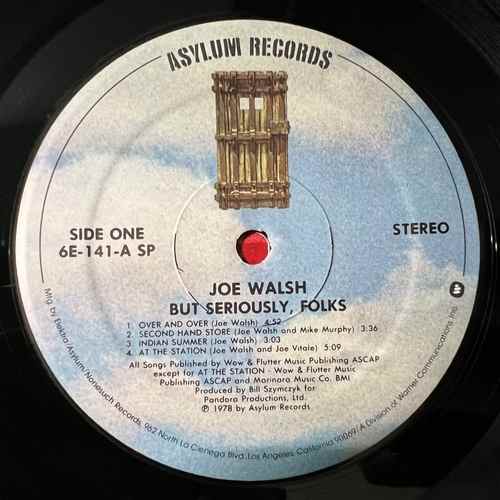 ASYLUM RECORDS
SIDE ONE
6E-141-A SP
STEREO
JOE WALSH
BUT SERIOUSLY, FOLKS
1. OVER AND OVER (Joe Walsh) 4:52
2. SECOND HAND STORE (Joe Walsh and Mike Murphy) 3:36
3. INDIAN SUMMER (Joe Walsh) 3:03
4. AT THE STATION (Joe Walsh and Joe Vitale) 5:09
All Songs Published by Wow & Flutter Music Publishing ASCAP
except for AT THE STATION - Wow & Flutter Music
Publishing ASCAP and Marinara Music Co. BMI
Produced by Bill Szymczyk for
Pandora Productions, Ltd.
℗ 1978 by Asylum Records
Mfg. by Elektra/Asylum/Nonesuch Records, 962 North La Cienega Blvd., Los Angeles, California 90069/A Division of Warner Communications Inc.